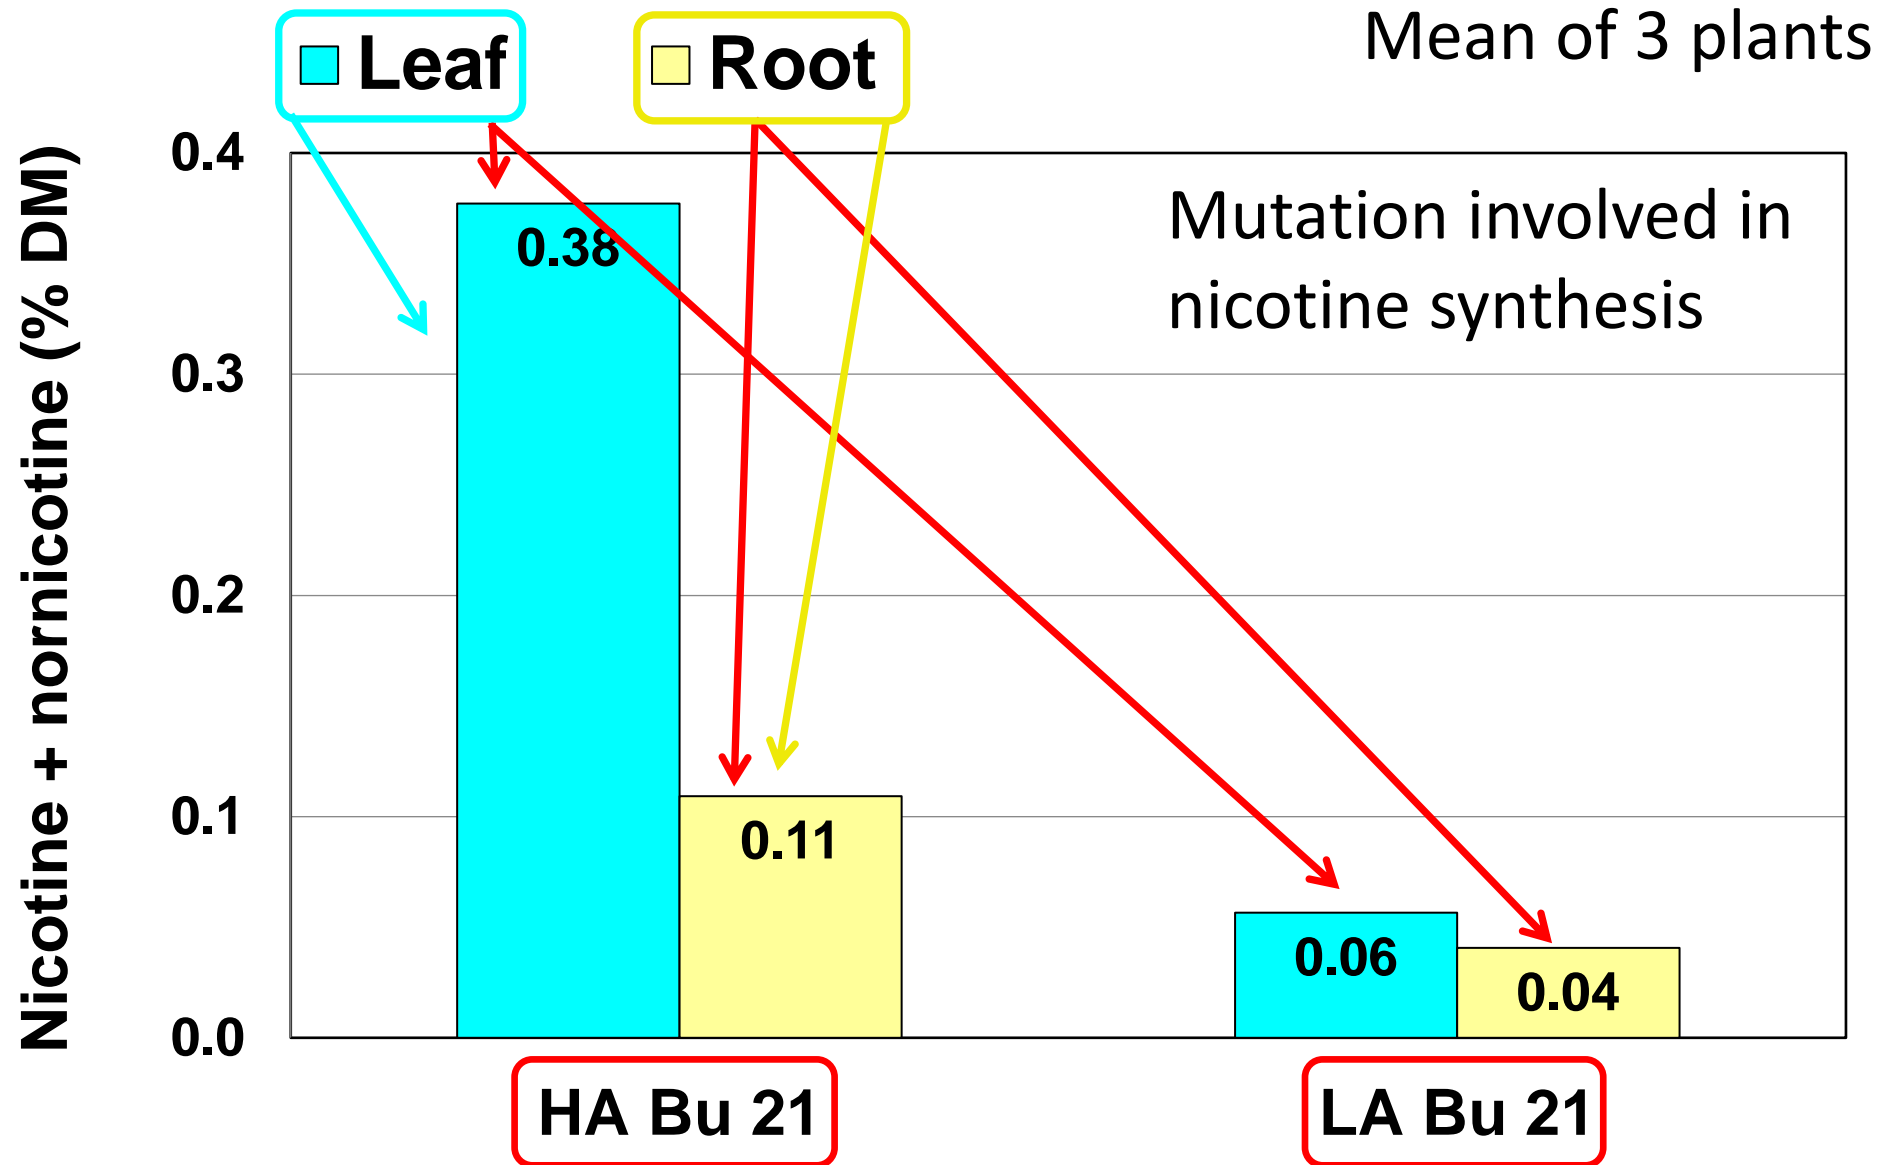 Leaf
Root
Mean of 3 plants
Nicotine + nornicotine (% DM)
0.4
0.3
0.2
0.1
0.0
Mutation involved in
nicotine synthesis
0.38
0.11
0.06
0.04
HA Bu 21
LA Bu 21